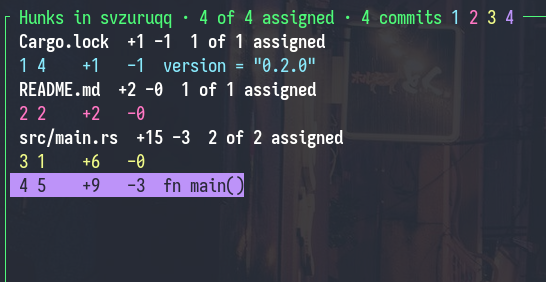 Hunks in svzuruqq · 4 of 4 assigned · 4 commits 1 2 3 4
Cargo.lock +1 -1 1 of 1 assigned
1 4 +1 -1 version = "0.2.0"
README.md +2 -0 1 of 1 assigned
2 2 +2 -0
src/main.rs +15 -3 2 of 2 assigned
3 1 +6 -0
4 5 +9 -3 fn main()